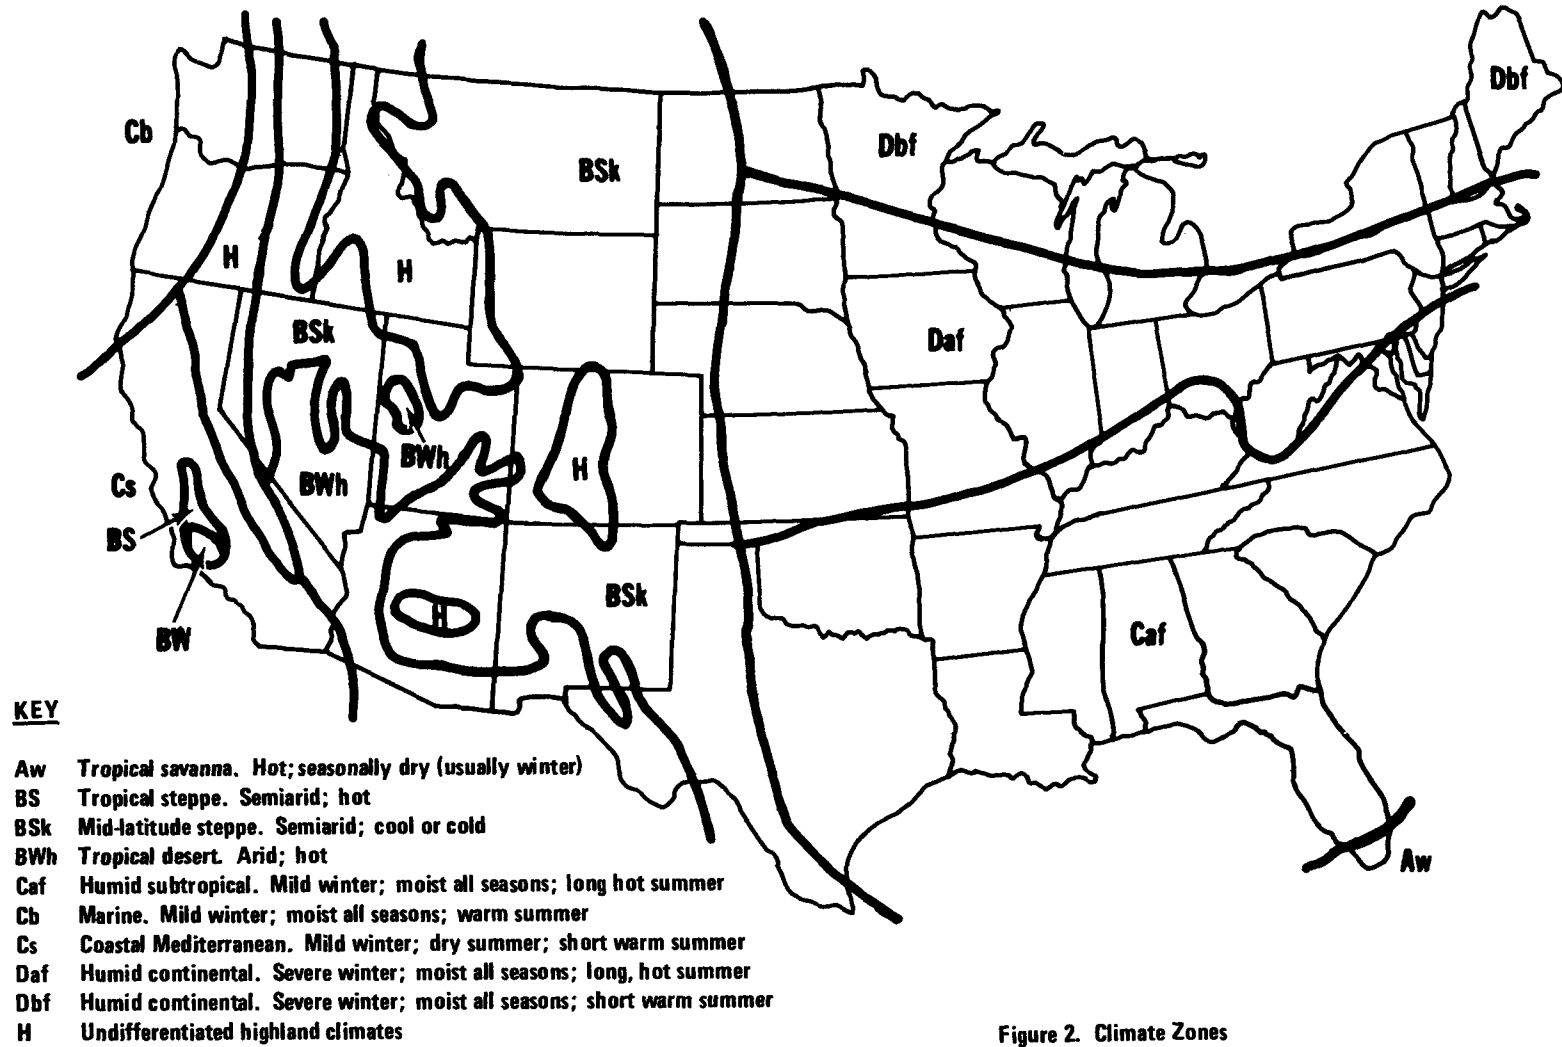 Dbf
Cb
Dbf
BSk
H
H
BSk
Daf
BWh
Cs
BWh
H
BS
BSk
H
BW
Caf
KEY
Aw Tropical savanna. Hot; seasonally dry (usually winter)
BS Tropical steppe. Semiarid; hot
BSk Mid-latitude steppe. Semiarid; cool or cold
BWh Tropical desert. Arid; hot
Aw
Caf Humid subtropical. Mild winter; moist all seasons; long hot summer
Cb Marine. Mild winter; moist all seasons; warm summer
Cs Coastal Mediterranean. Mild winter; dry summer; short warm summer
Daf Humid continental. Severe winter; moist all seasons; long, hot summer
Dbf Humid continental. Severe winter; moist all seasons; short warm summer
H Undifferentiated highland climates
Figure 2. Climate Zones